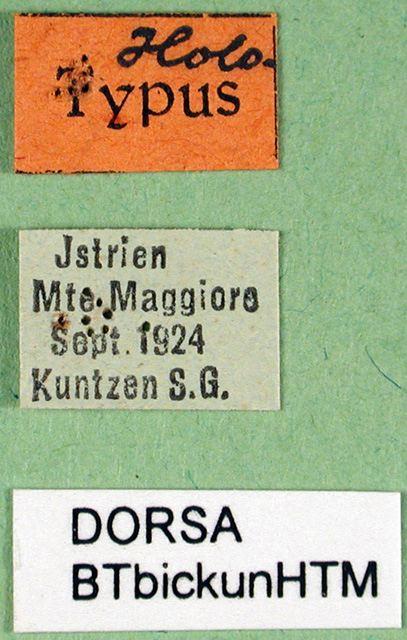 Holo-
Typus
Jstrien
Mte Maggiore
Sept. 1924
Kuntzen S.G.
DORSA
BTbickunHTM